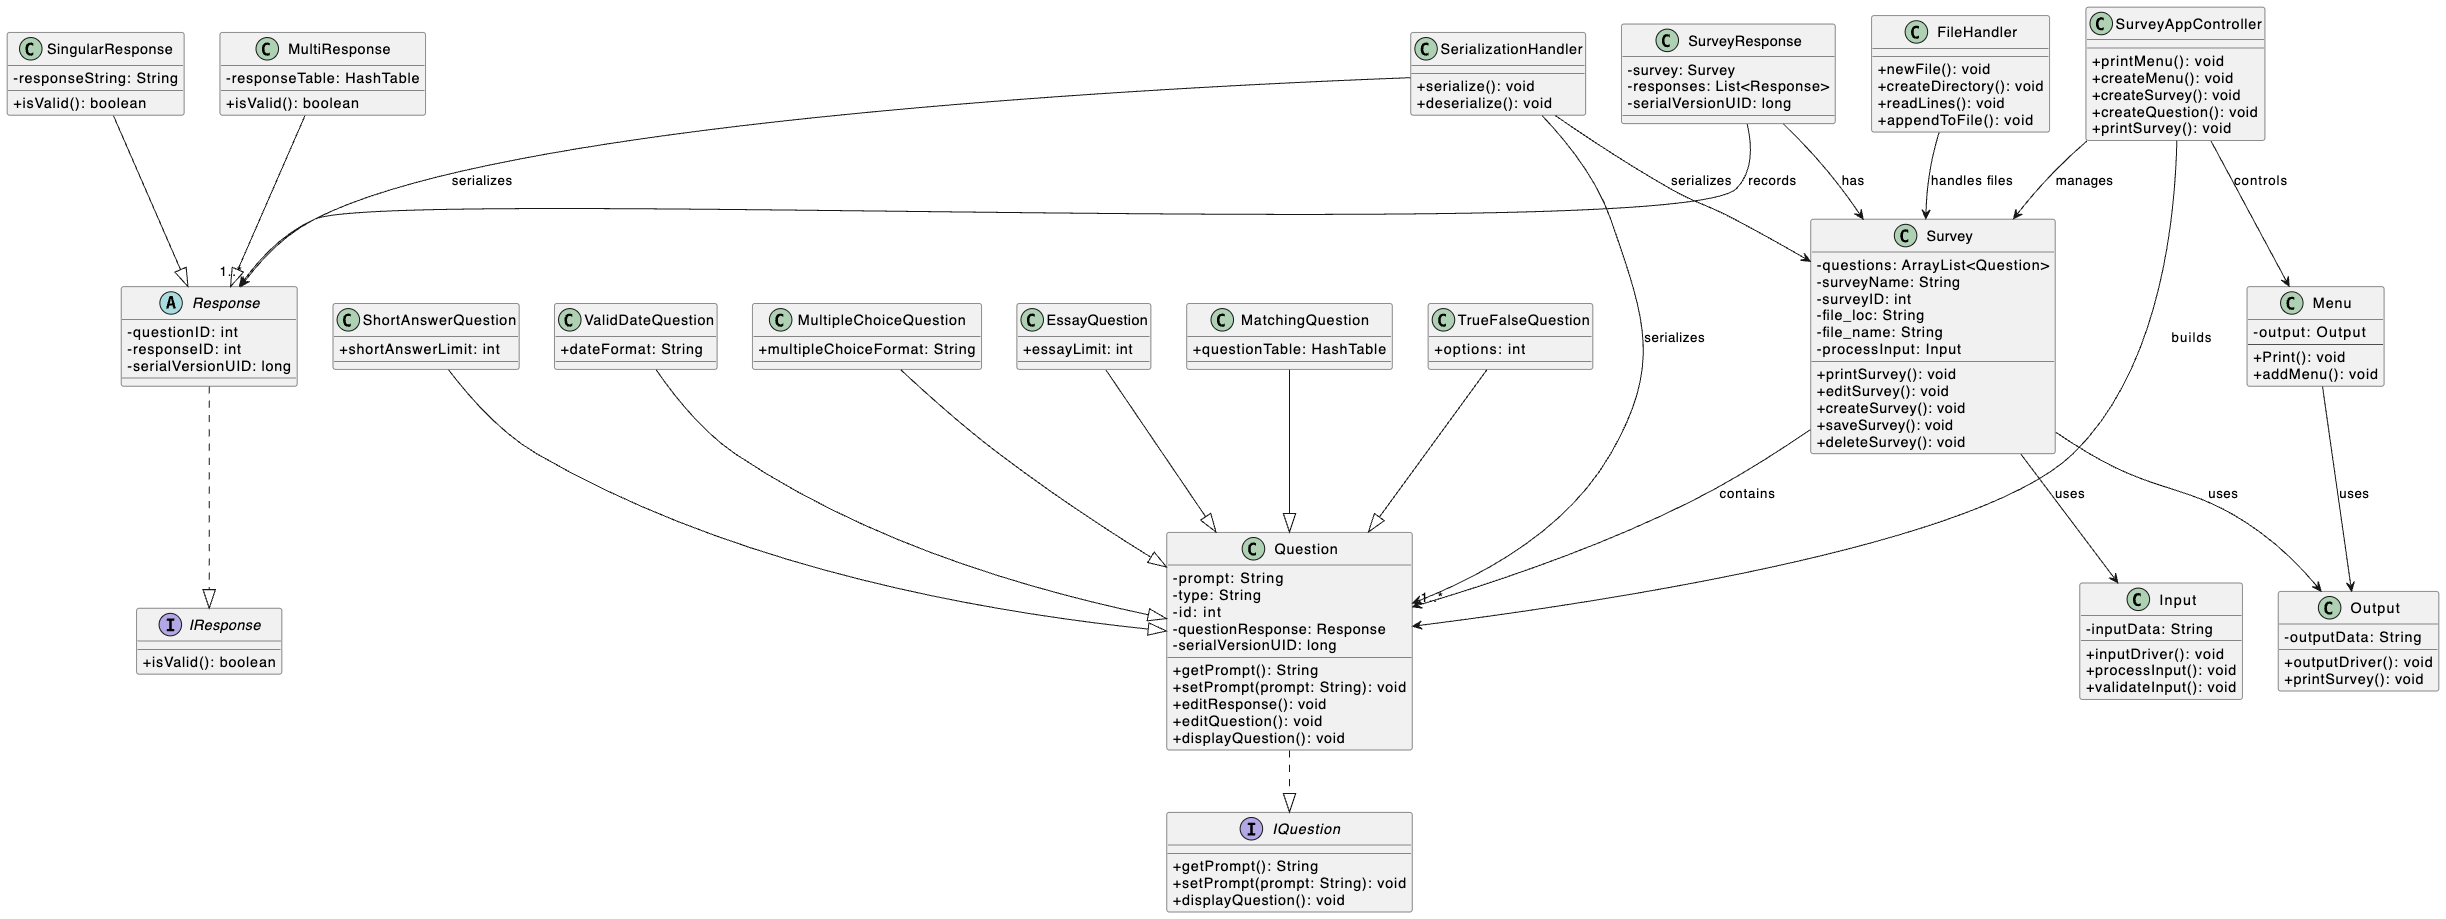 C SingularResponse
-responseString: String
+isValid(): boolean
C MultiResponse
-responseTable: HashTable
+isValid(): boolean
C SerializationHandler
+serialize(): void
+deserialize(): void
C SurveyResponse
-survey: Survey
-responses: List<Response>
-serialVersionUID: long
C FileHandler
+newFile(): void
+createDirectory(): void
+readLines(): void
+appendToFile(): void
C SurveyAppController
+printMenu(): void
+createMenu(): void
+createSurvey(): void
+createQuestion(): void
+printSurvey(): void
serializes
serializes
records
has
handles files
manages
controls
1..*
A Response
-questionID: int
-responseID: int
-serialVersionUID: long
C ShortAnswerQuestion
+shortAnswerLimit: int
C ValidDateQuestion
+dateFormat: String
C MultipleChoiceQuestion
+multipleChoiceFormat: String
C EssayQuestion
+essayLimit: int
C MatchingQuestion
+questionTable: HashTable
C TrueFalseQuestion
+options: int
serializes
C Survey
-questions: ArrayList<Question>
-surveyName: String
-surveyID: int
-file_loc: String
-file_name: String
-processInput: Input
+printSurvey(): void
+editSurvey(): void
+createSurvey(): void
+saveSurvey(): void
+deleteSurvey(): void
builds
C Menu
-output: Output
+Print(): void
+addMenu(): void
contains
uses
uses
uses
I IResponse
+isValid(): boolean
C Question
-prompt: String
-type: String
-id: int
-questionResponse: Response
-serialVersionUID: long
+getPrompt(): String
+setPrompt(prompt: String): void
+editResponse(): void
+editQuestion(): void
+displayQuestion(): void
1..*
C Input
-inputData: String
+inputDriver(): void
+processInput(): void
+validateInput(): void
C Output
-outputData: String
+outputDriver(): void
+printSurvey(): void
I IQuestion
+getPrompt(): String
+setPrompt(prompt: String): void
+displayQuestion(): void